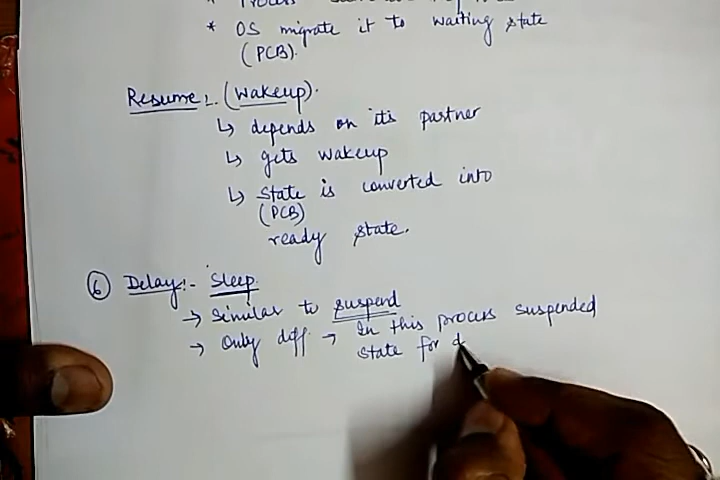 * Process
* OS migrate it to waiting state
(PCB).
Resume:. (Wakeup).
↳ depends on its partner
↳ gets wakeup
↳ state is converted into
(PCB)
ready state.
⑥ Delay:- Sleep.
→ Similar to suspend
→ Only diff. → In this process suspended
state for d